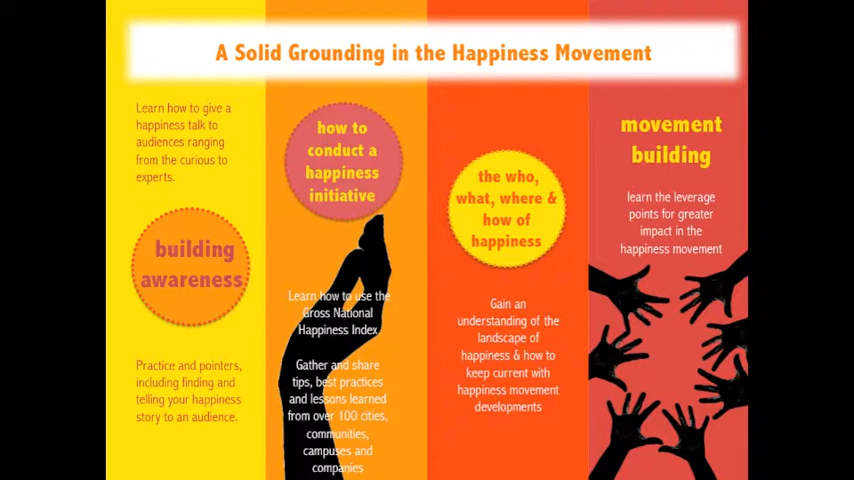 A Solid Grounding in the Happiness Movement
Learn how to give a
happiness talk to
audiences ranging
from the curious to
experts.
building
awareness
Practice and pointers,
including finding and
telling your happiness
story to an audience.
how to
conduct a
happiness
initiative
Learn how to use the
Gross National
Happiness Index
Gather and share
tips, best practices
and lessons learned
from over 100 cities,
communities,
campuses and
companies
the who,
what, where &
how of
happiness
Gain an
understanding of the
landscape of
happiness & how to
keep current with
happiness movement
developments
movement
building
learn the leverage
points for greater
impact in the
happiness movement